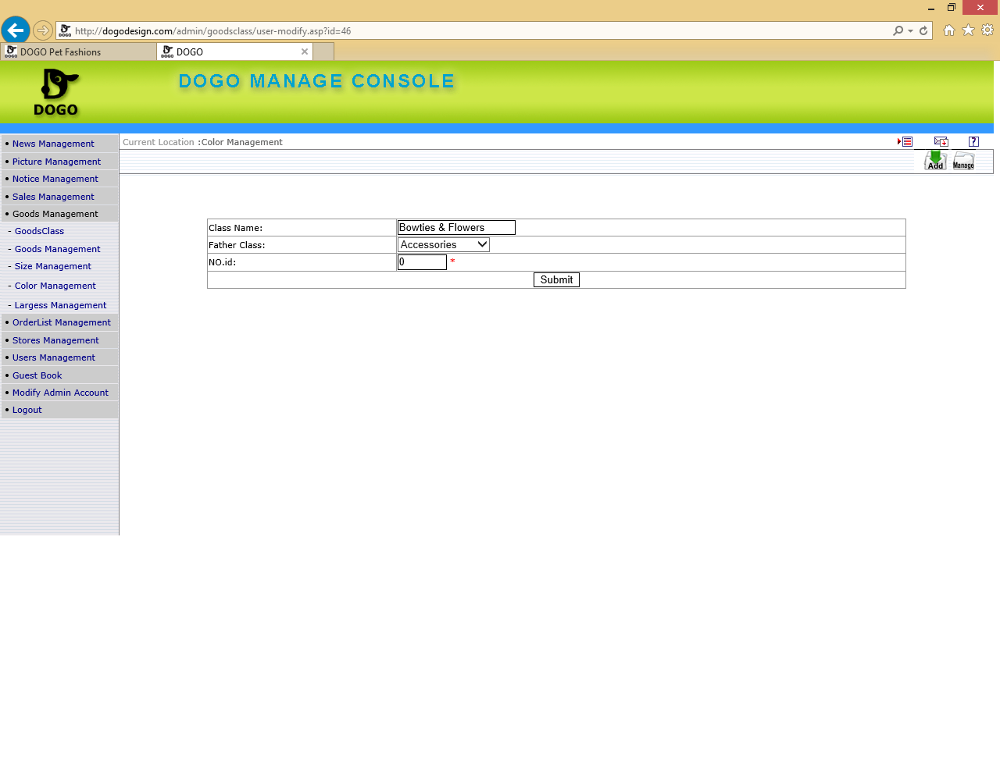 http://dogodesign.com/admin/goodsclass/user-modify.asp?id=46
DOGO Pet Fashions
DOGO
DOGO
DOGO MANAGE CONSOLE
• News Management
• Picture Management
• Notice Management
• Sales Management
• Goods Management
- GoodsClass
- Goods Management
- Size Management
- Color Management
- Largess Management
• OrderList Management
• Stores Management
• Users Management
• Guest Book
• Modify Admin Account
• Logout
Current Location :Color Management
Add
Manage
Class Name: Bowties & Flowers
Father Class: Accessories
NO.id: 0 *
Submit